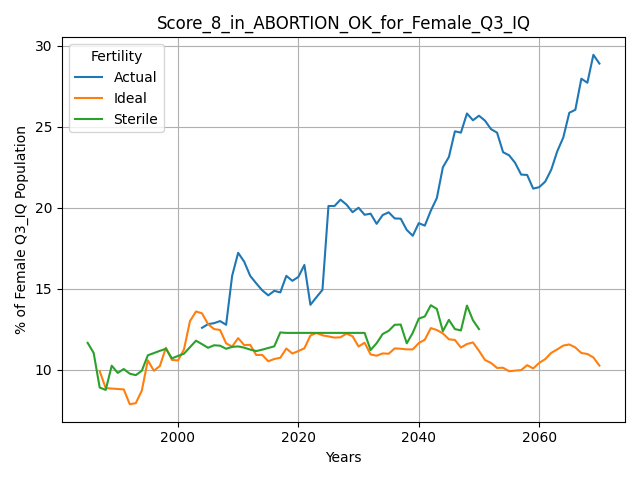 Score_8_in_ABORTION_OK_for_Female_Q3_IQ
Fertility
Actual
Ideal
Sterile
% of Female Q3_IQ Population
30
25
20
15
10
2000
2020
2040
2060
Years